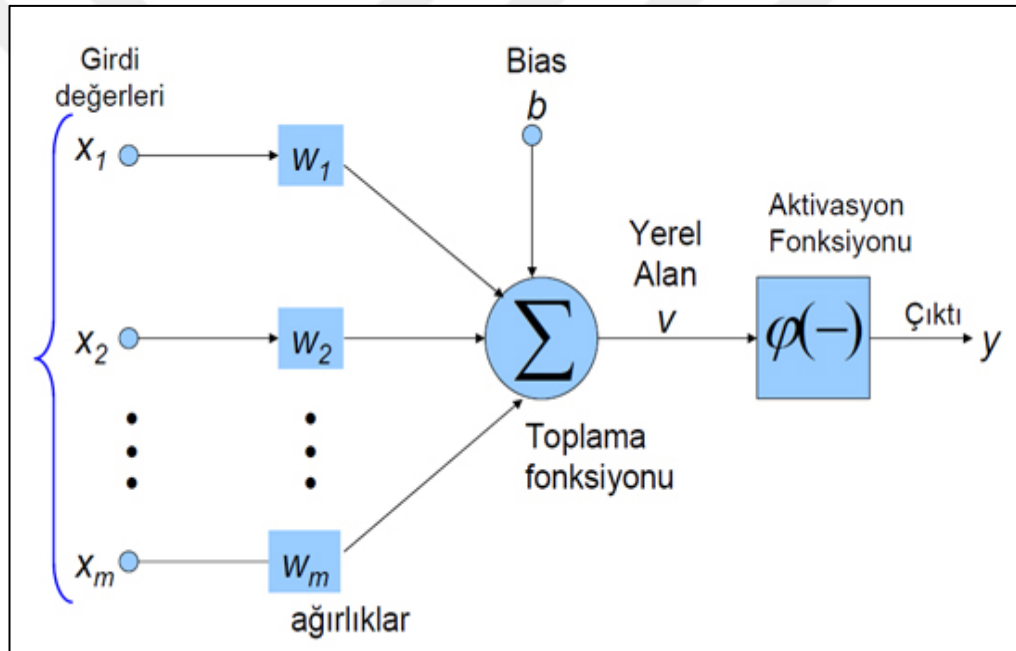 Girdi
değerleri
x1
w1
x2
w2
xm
wm
ağırlıklar
Bias
b
∑
Toplama
fonksiyonu
Yerel
Alan
v
Aktivasyon
Fonksiyonu
φ(−)
Çıktı
y